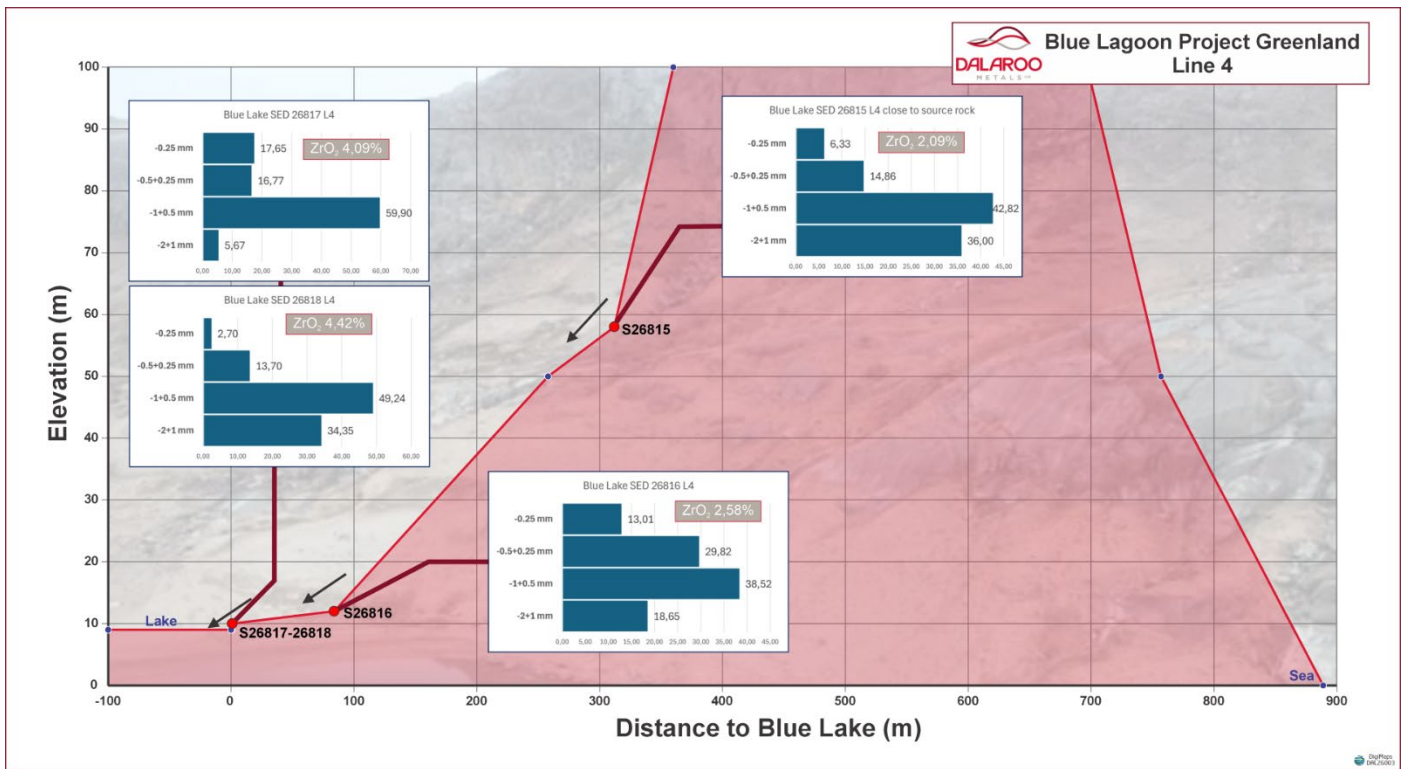 DALAROO
METALS LTD
Blue Lagoon Project Greenland
Line 4
Elevation (m)
100
90
80
70
60
50
40
30
20
10
0
Blue Lake SED 26817 L4
ZrO₂ 4,09%
-0.25 mm
17,65
-0.5+0.25 mm
16,77
-1+0.5 mm
59,90
-2+1 mm
5,67
0,00 10,00 20,00 30,00 40,00 50,00 60,00 70,00
Blue Lake SED 26818 L4
ZrO₂ 4,42%
-0.25 mm
2,70
-0.5+0.25 mm
13,70
-1+0.5 mm
49,24
-2+1 mm
34,35
0,00 10,00 20,00 30,00 40,00 50,00 60,00
Blue Lake SED 26815 L4 close to source rock
ZrO₂ 2,09%
-0.25 mm
6,33
-0.5+0.25 mm
14,86
-1+0.5 mm
42,82
-2+1 mm
36,00
0,00 5,00 10,00 15,00 20,00 25,00 30,00 35,00 40,00 45,00
S26815
Blue Lake SED 26816 L4
ZrO₂ 2,58%
-0.25 mm
13,01
-0.5+0.25 mm
29,82
-1+0.5 mm
38,52
-2+1 mm
18,65
0,00 5,00 10,00 15,00 20,00 25,00 30,00 35,00 40,00 45,00
S26816
Lake
S26817-26818
Sea
-100 0 100 200 300 400 500 600 700 800 900
Distance to Blue Lake (m)
DigMaps
DAL26003